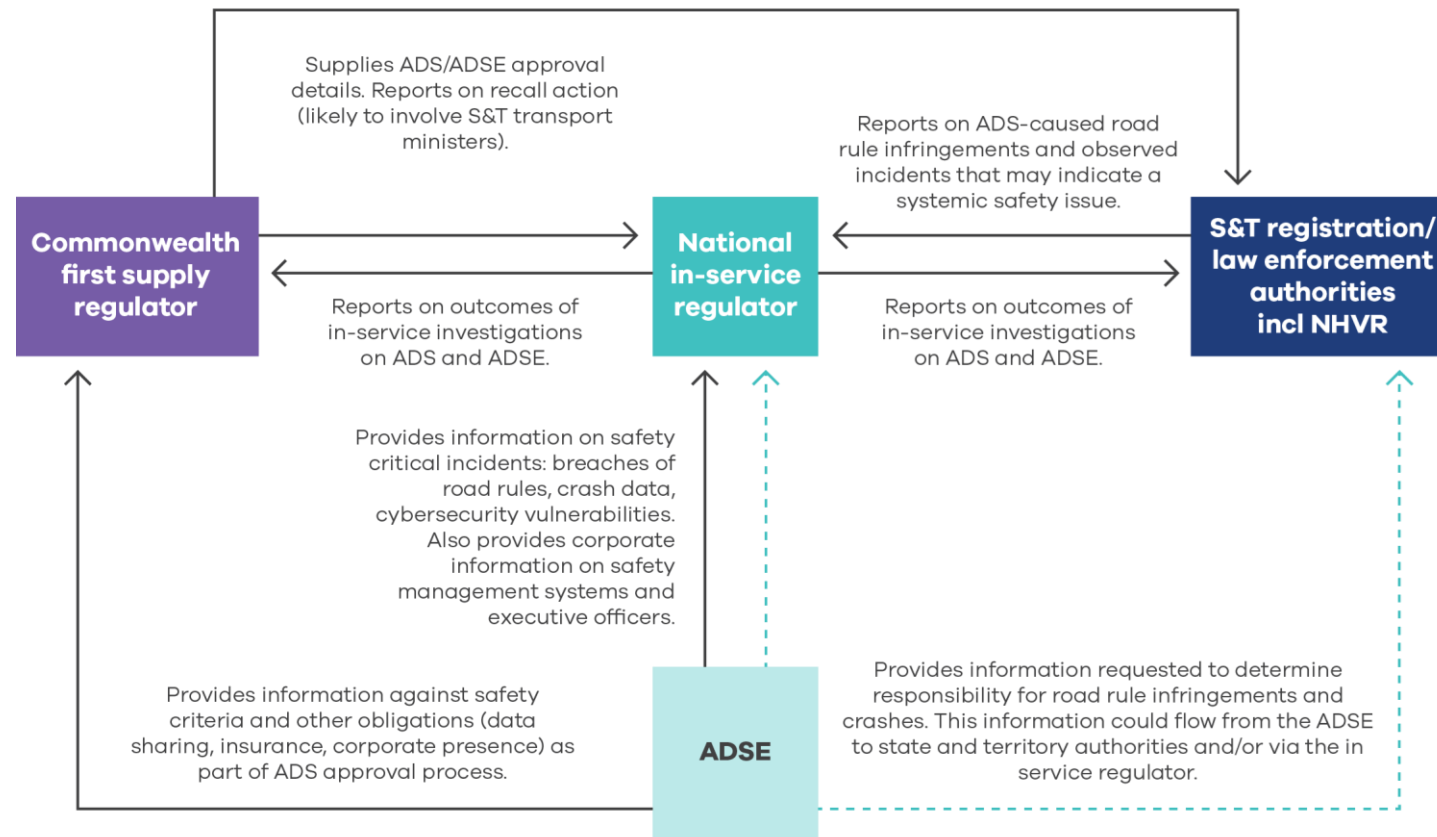 Supplies ADS/ADSE approval
details. Reports on recall action
(likely to involve S&T transport
ministers).
Reports on ADS-caused road
rule infringements and observed
incidents that may indicate a
systemic safety issue.
Commonwealth
first supply
regulator
National
in-service
regulator
S&T registration/
law enforcement
authorities
incl NHVR
Reports on outcomes of
in-service investigations
on ADS and ADSE.
Reports on outcomes of
in-service investigations
on ADS and ADSE.
Provides information on safety
critical incidents: breaches of
road rules, crash data,
cybersecurity vulnerabilities.
Also provides corporate
information on safety
management systems and
executive officers.
Provides information against safety
criteria and other obligations (data
sharing, insurance, corporate presence) as
part of ADS approval process.
ADSE
Provides information requested to determine
responsibility for road rule infringements and
crashes. This information could flow from the ADSE
to state and territory authorities and/or via the in
service regulator.